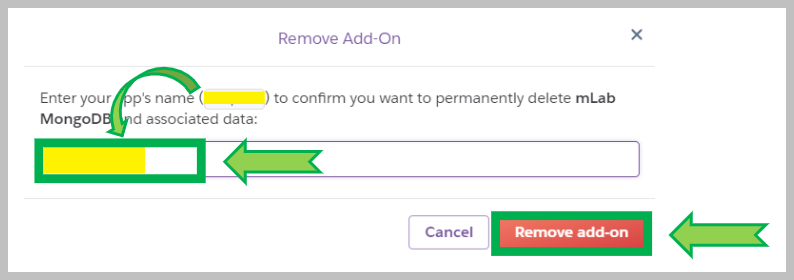 Remove Add-On
×
Enter your app's name ( ) to confirm you want to permanently delete mLab
MongoDB and associated data:
Cancel
Remove add-on